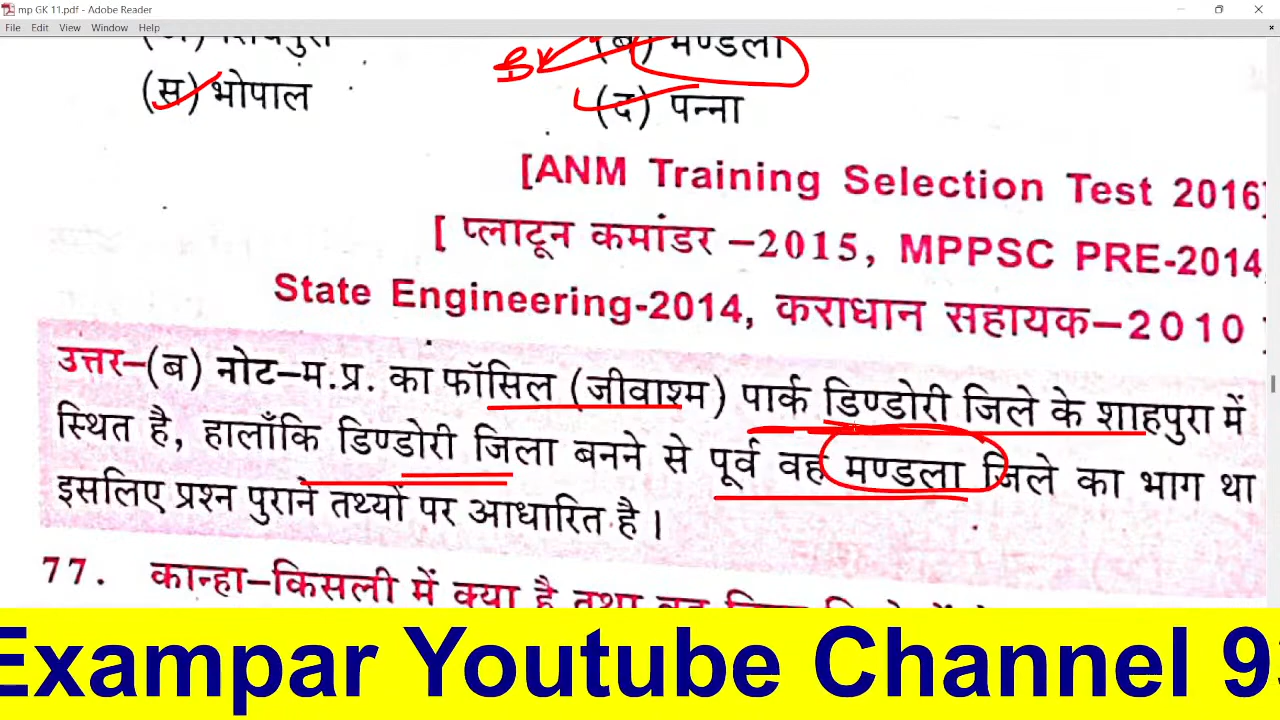 mp GK 11.pdf - Adobe Reader
File Edit View Window Help
(ब) मण्डला
(स) भोपाल
(द) पन्ना
[ANM Training Selection Test 2016]
[ प्लाटून कमांडर –2015, MPPSC PRE-2014,
State Engineering-2014, कराधान सहायक–2010 ]
उत्तर–(ब) नोट–म.प्र. का फॉसिल (जीवाश्म) पार्क डिण्डोरी जिले के शाहपुरा में
स्थित है, हालाँकि डिण्डोरी जिला बनने से पूर्व वह मण्डला जिले का भाग था
इसलिए प्रश्न पुराने तथ्यों पर आधारित है ।
77. कान्हा–किसली में क्या है तथा
Exampar Youtube Channel 93